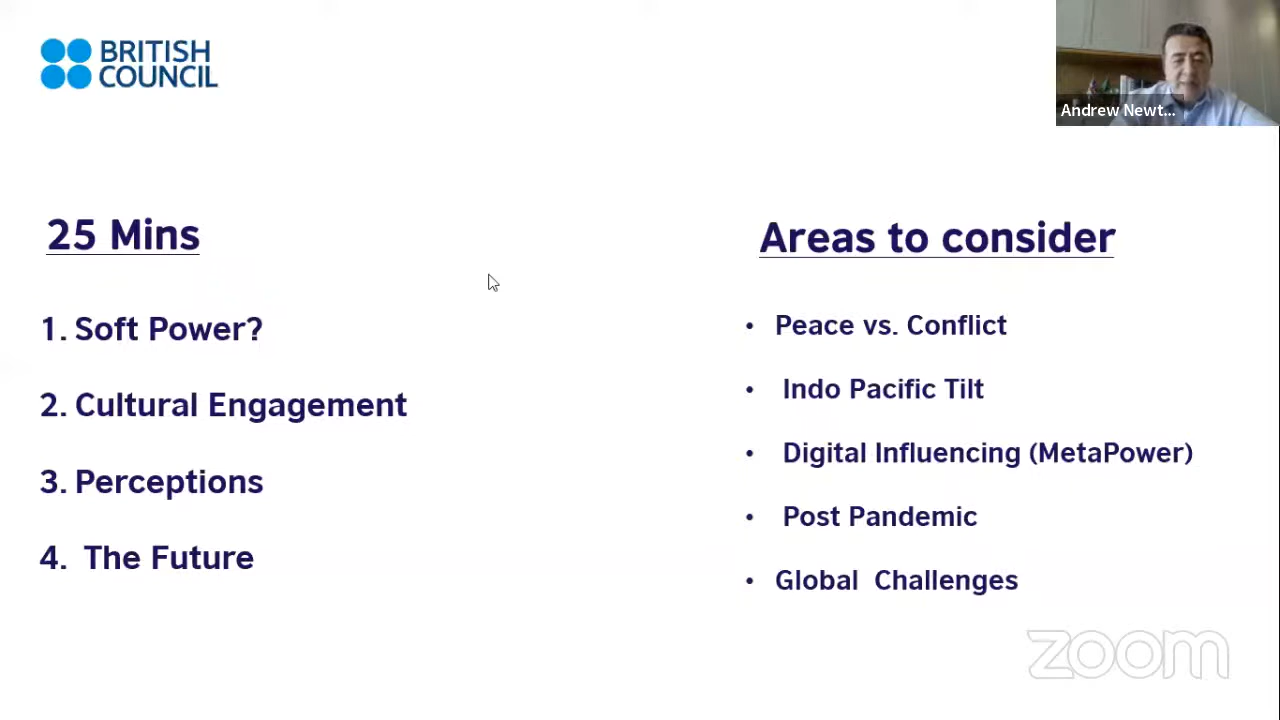 BRITISH
COUNCIL
Andrew Newt...
25 Mins
1. Soft Power?
2. Cultural Engagement
3. Perceptions
4. The Future
Areas to consider
• Peace vs. Conflict
• Indo Pacific Tilt
• Digital Influencing (MetaPower)
• Post Pandemic
• Global Challenges
zoom